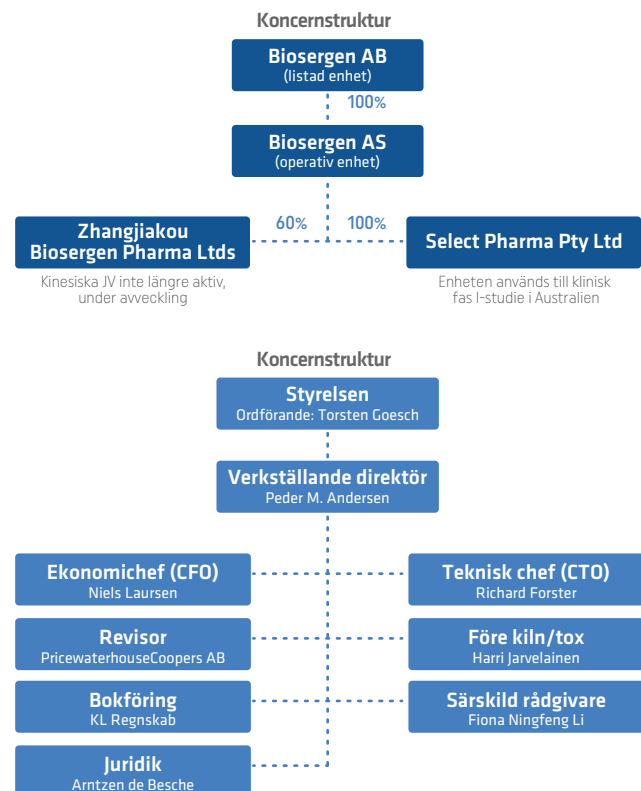 Koncernstruktur
Biosergen AB
(listad enhet)
100%
Biosergen AS
(operativ enhet)
Zhangjiakou
Biosergen Pharma Ltds
60%
100%
Select Pharma Pty Ltd
Kinesiska JV inte längre aktiv,
under avveckling
Enheten används till klinisk
fas I-studie i Australien
Koncernstruktur
Styrelsen
Ordförande: Torsten Goesch
Verkställande direktör
Peder M. Andersen
Ekonomichef (CFO)
Niels Laursen
Teknisk chef (CTO)
Richard Forster
Revisor
PricewaterhouseCoopers AB
Före kiln/tox
Harri Jarvelainen
Bokföring
KL Regnskab
Särskild rådgivare
Fiona Ningfeng Li
Juridik
Arntzen de Besche